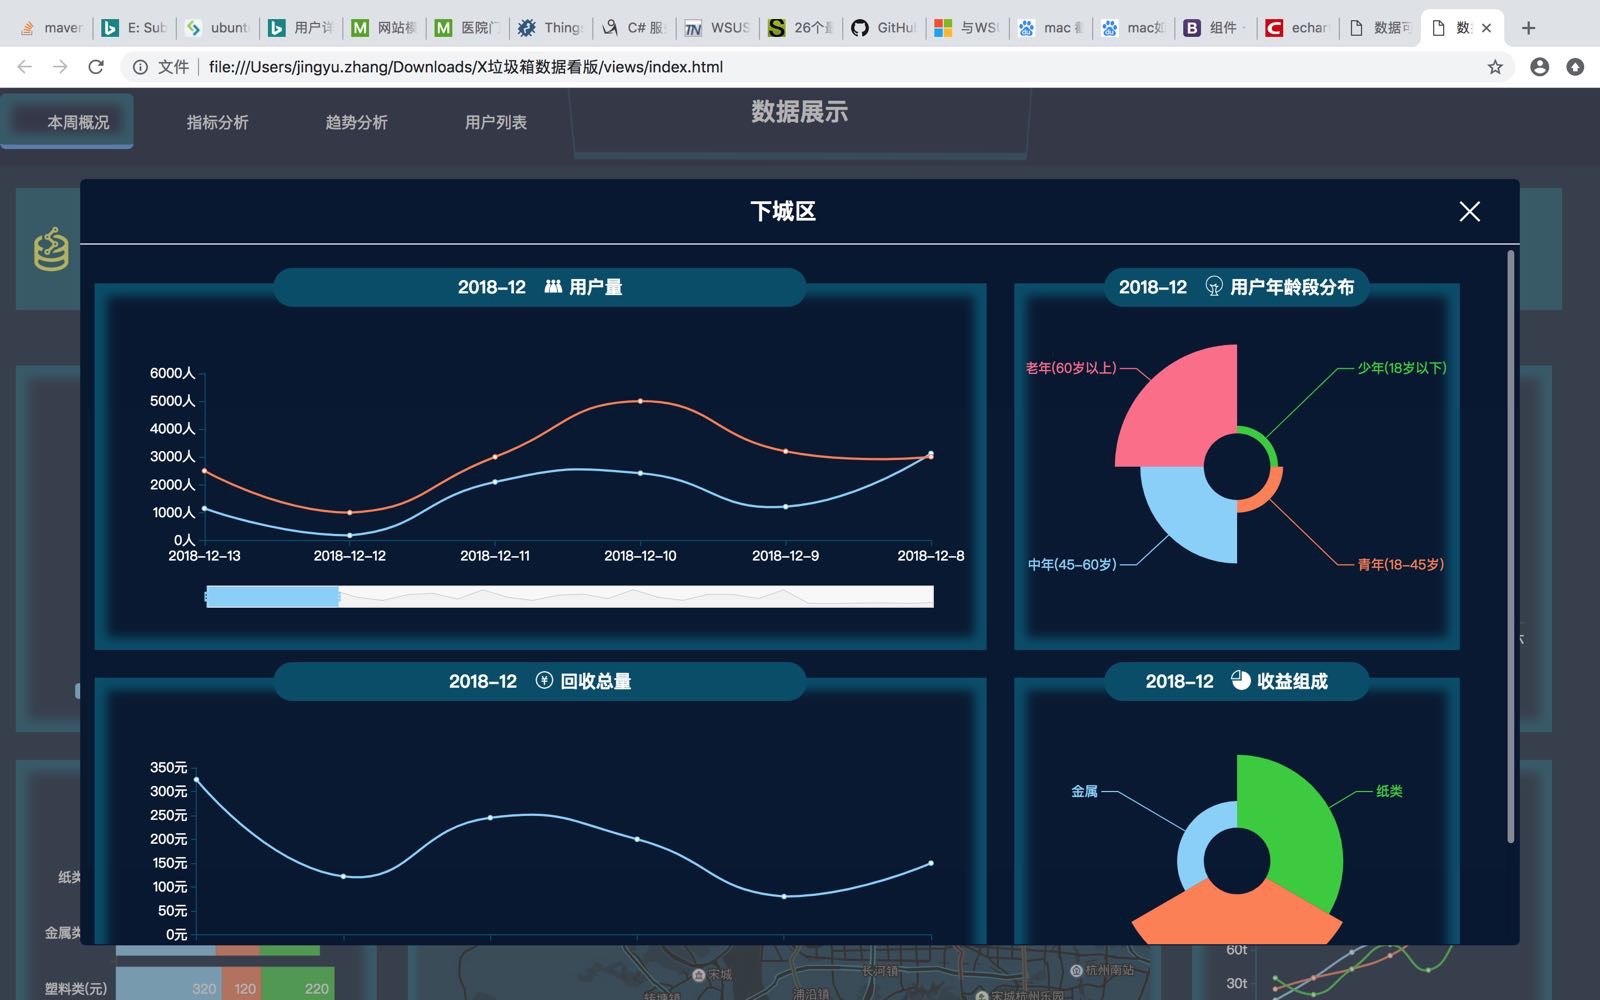 maver
E: Sub
ubunt
用户详
网站模
医院门
Thing
C# 服
WSUS
26个最
GitHu
与WSU
mac 看
mac如
组件 -
echar
数据可
数
文件
file:///Users/jingyu.zhang/Downloads/X垃圾箱数据看版/views/index.html
本周概况
指标分析
趋势分析
用户列表
数据展示
下城区
2018-12 用户量
6000人
5000人
4000人
3000人
2000人
1000人
0人
2018-12-13
2018-12-12
2018-12-11
2018-12-10
2018-12-9
2018-12-8
2018-12 用户年龄段分布
老年(60岁以上)
少年(18岁以下)
中年(45-60岁)
青年(18-45岁)
2018-12 回收总量
350元
300元
250元
200元
150元
100元
50元
0元
2018-12 收益组成
金属
纸类
纸类
金属类
塑料类(元)
320
120
220
宋城
长河镇
杭州南站
转塘镇
浦沿镇
宋城杭州乐园
60t
30t